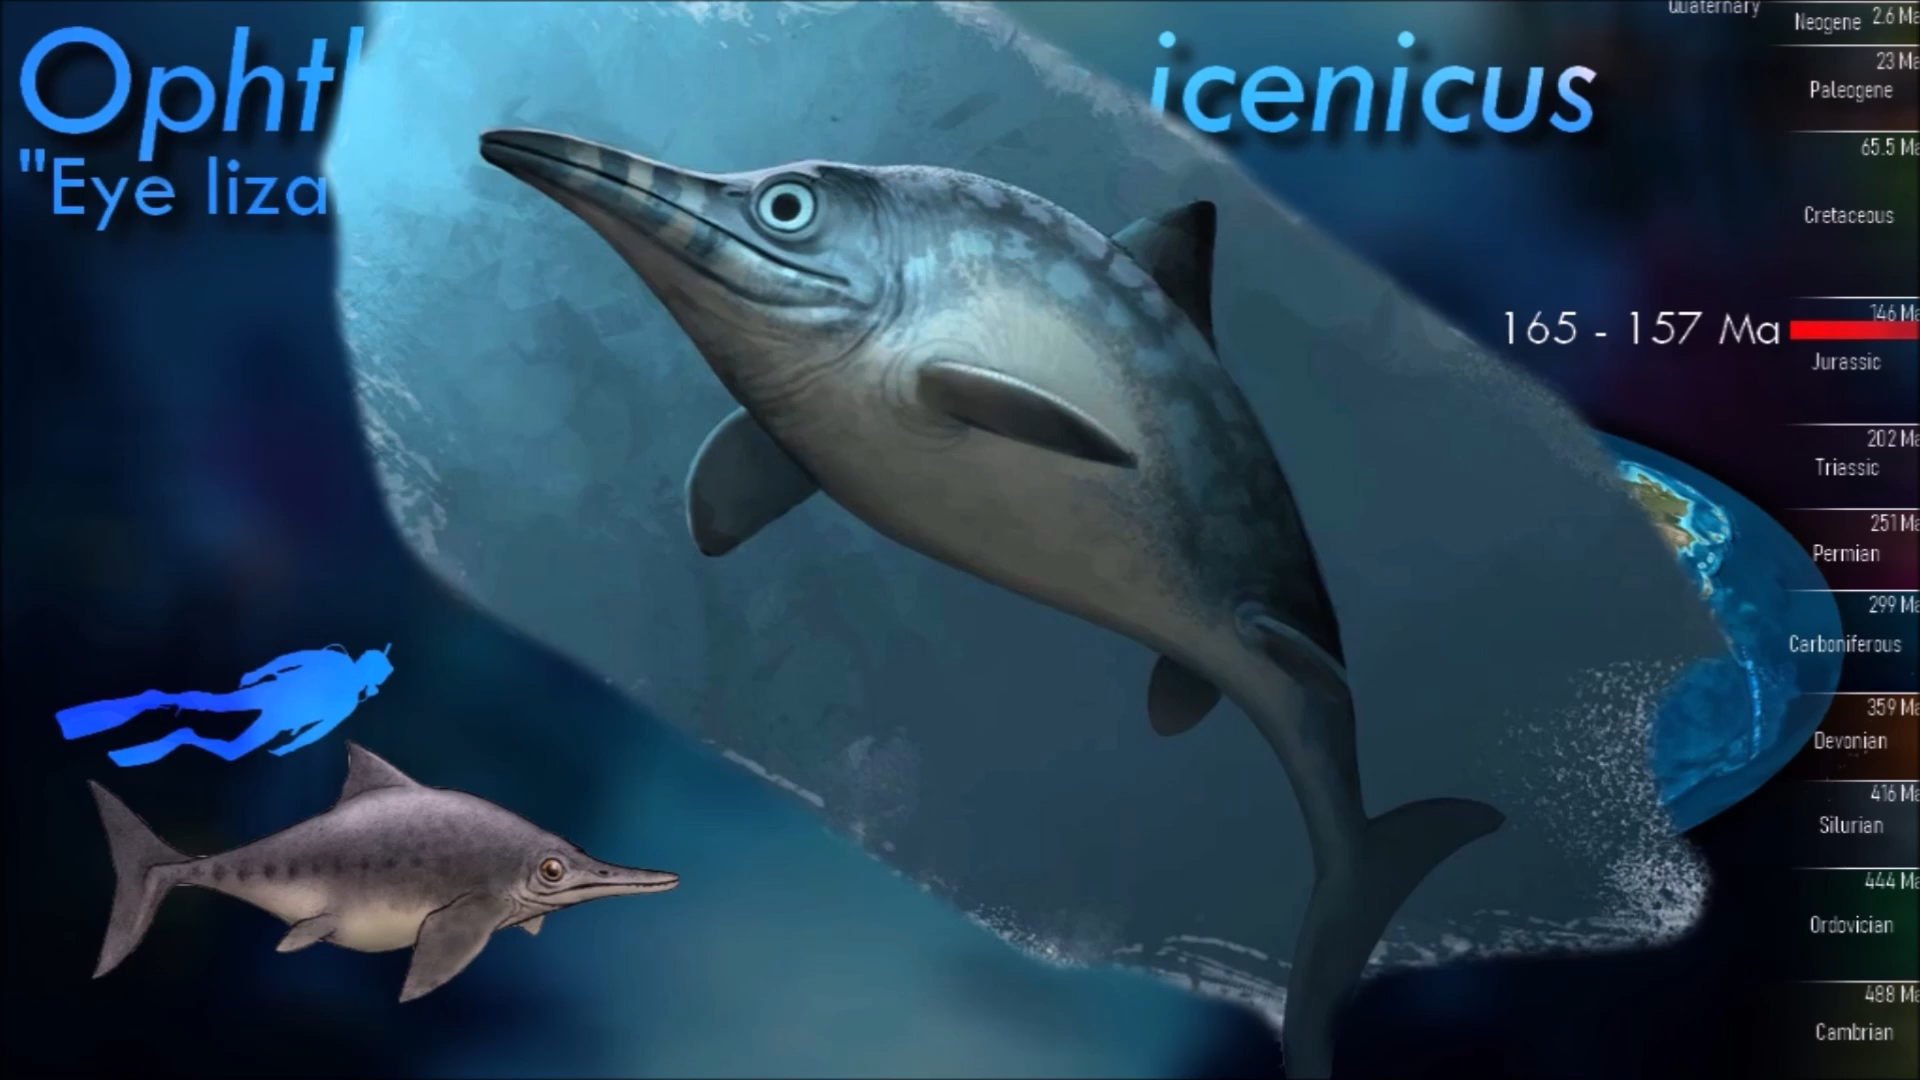 Opht icenicus
"Eye liza
165 - 157 Ma
Quaternary
2.6 Ma
Neogene
23 Ma
Paleogene
65.5 Ma
Cretaceous
146 Ma
Jurassic
202 Ma
Triassic
251 Ma
Permian
299 Ma
Carboniferous
359 Ma
Devonian
416 Ma
Silurian
444 Ma
Ordovician
488 Ma
Cambrian